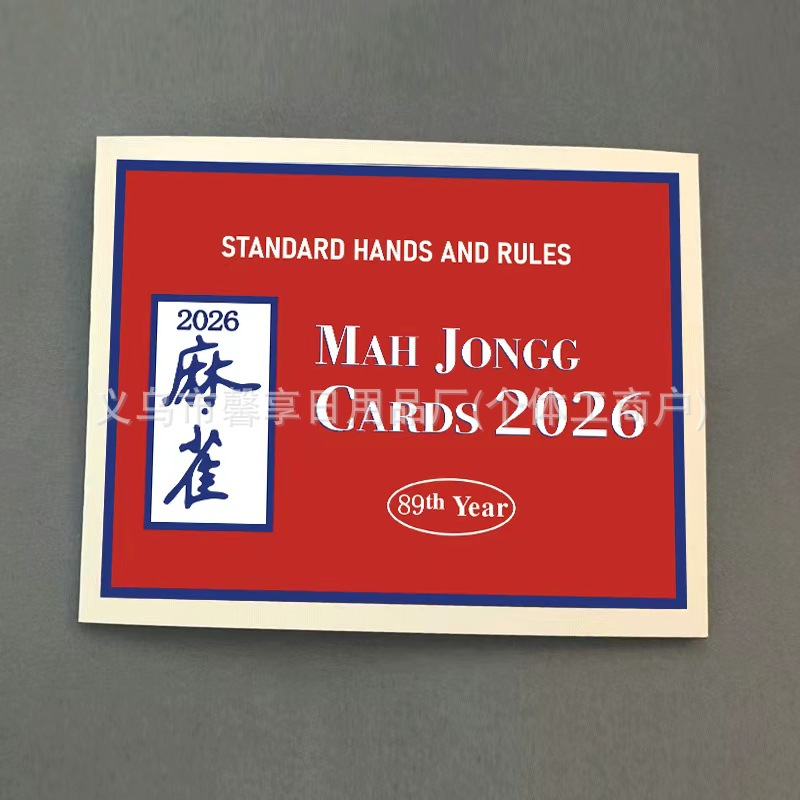 STANDARD HANDS AND RULES
2026
麻雀
MAH JONGG
CARDS 2026
89th Year
义乌市馨享日用品厂(个体工商户)